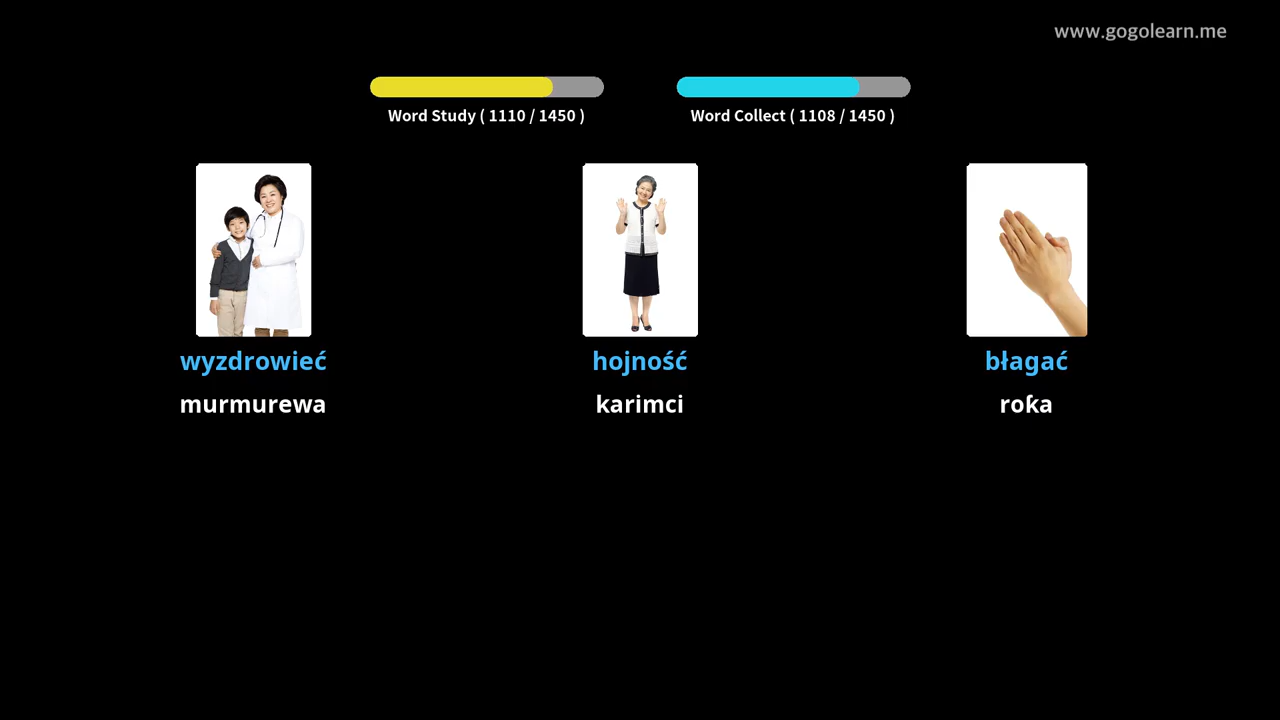 www.gogolearn.me
Word Study ( 1110 / 1450 )
Word Collect ( 1108 / 1450 )
wyzdrowieć
hojność
błagać
murmurewa
karimci
roƙa